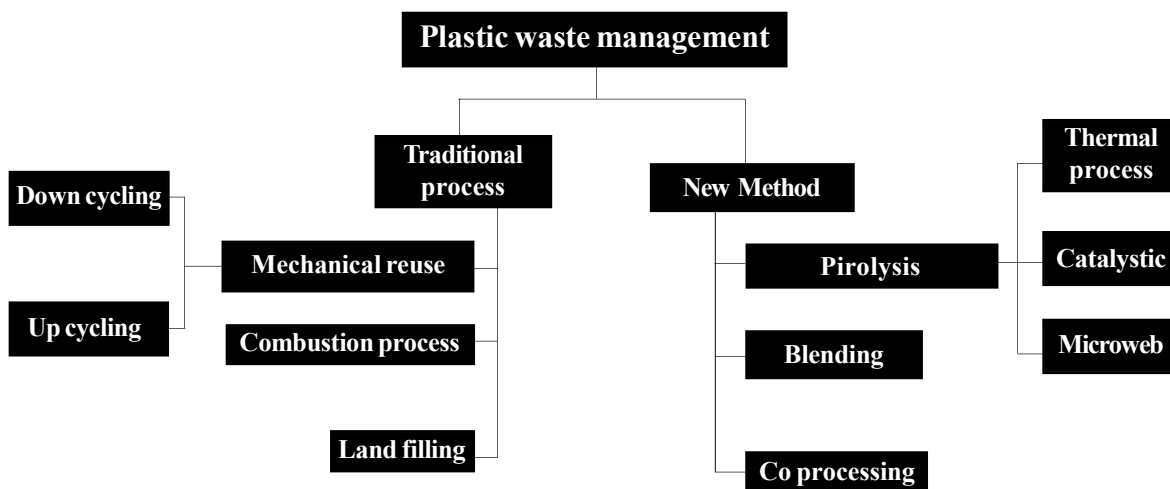 Plastic waste management
Traditional
process
New Method
Thermal
process
Down cycling
Mechanical reuse
Pirolysis
Catalystic
Up cycling
Combustion process
Blending
Microweb
Land filling
Co processing